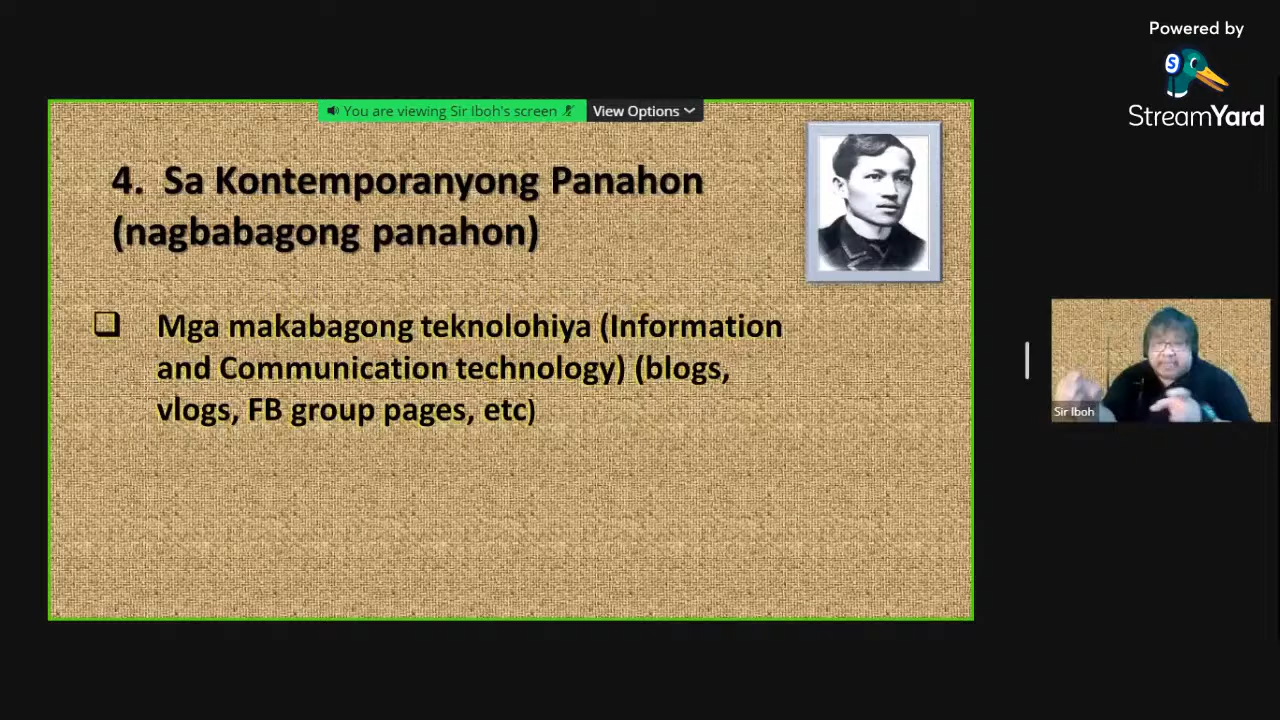 Powered by
S
StreamYard
You are viewing Sir Iboh's screen
View Options
4. Sa Kontemporanyong Panahon
(nagbabagong panahon)
Mga makabagong teknolohiya (Information
and Communication technology) (blogs,
vlogs, FB group pages, etc)
Sir Iboh